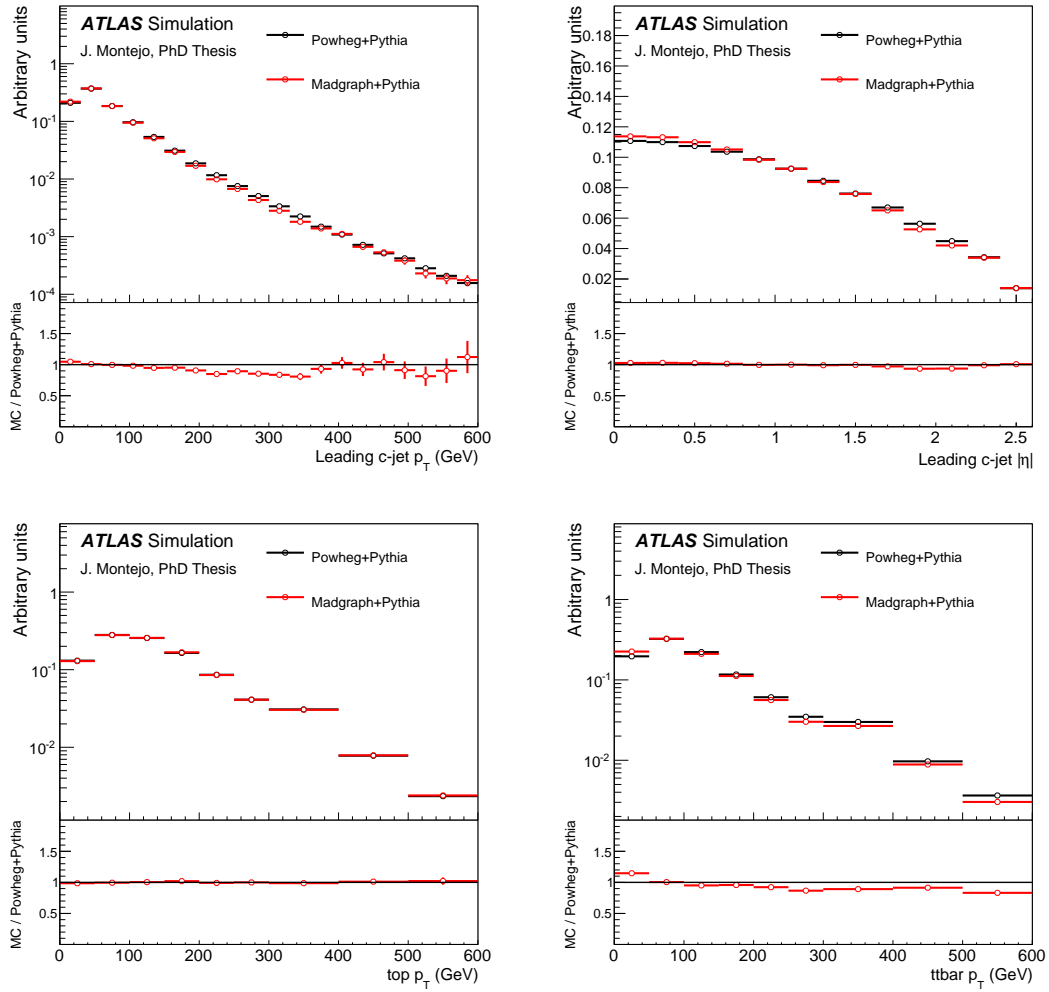 ATLAS Simulation
J. Montejo, PhD Thesis
Powheg+Pythia
Madgraph+Pythia
Arbitrary units
1
10-1
10-2
10-3
10-4
MC / Powheg+Pythia
1.5
1
0.5
0 100 200 300 400 500 600
Leading c-jet pT (GeV)
ATLAS Simulation
J. Montejo, PhD Thesis
Powheg+Pythia
Madgraph+Pythia
Arbitrary units
0.18
0.16
0.14
0.12
0.1
0.08
0.06
0.04
0.02
MC / Powheg+Pythia
1.5
1
0.5
0 0.5 1 1.5 2 2.5
Leading c-jet |η|
ATLAS Simulation
J. Montejo, PhD Thesis
Powheg+Pythia
Madgraph+Pythia
Arbitrary units
1
10-1
10-2
MC / Powheg+Pythia
1.5
1
0.5
0 100 200 300 400 500 600
top pT (GeV)
ATLAS Simulation
J. Montejo, PhD Thesis
Powheg+Pythia
Madgraph+Pythia
Arbitrary units
1
10-1
10-2
MC / Powheg+Pythia
1.5
1
0.5
0 100 200 300 400 500 600
ttbar pT (GeV)